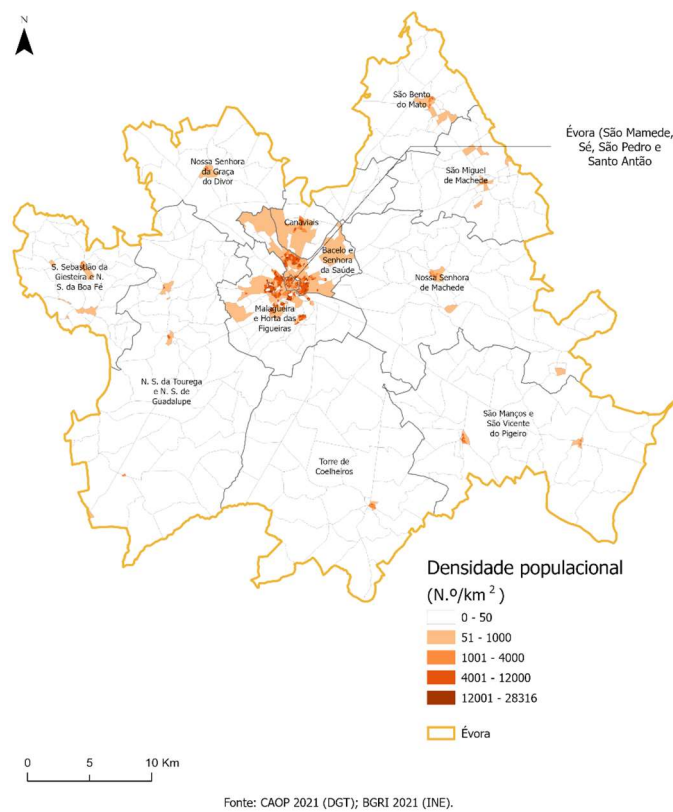 N
São Bento
do Mato
Évora (São Mamede,
Sé, São Pedro e
Santo Antão
Nossa Senhora
da Graça
do Divor
São Miguel
de Machede
Canaviais
Bacelo e
Senhora
da Saúde
S. Sebastião da
Giesteira e N.
S. da Boa Fé
Nossa Senhora
de Machede
Malagueira
e Horta das
Figueiras
N. S. da Tourega
e N. S. de
Guadalupe
São Manços e
São Vicente
do Pigeiro
Torre de
Coelheiros
Densidade populacional
(N.º/km²)
0 - 50
51 - 1000
1001 - 4000
4001 - 12000
12001 - 28316
Évora
0 5 10 Km
Fonte: CAOP 2021 (DGT); BGRI 2021 (INE).